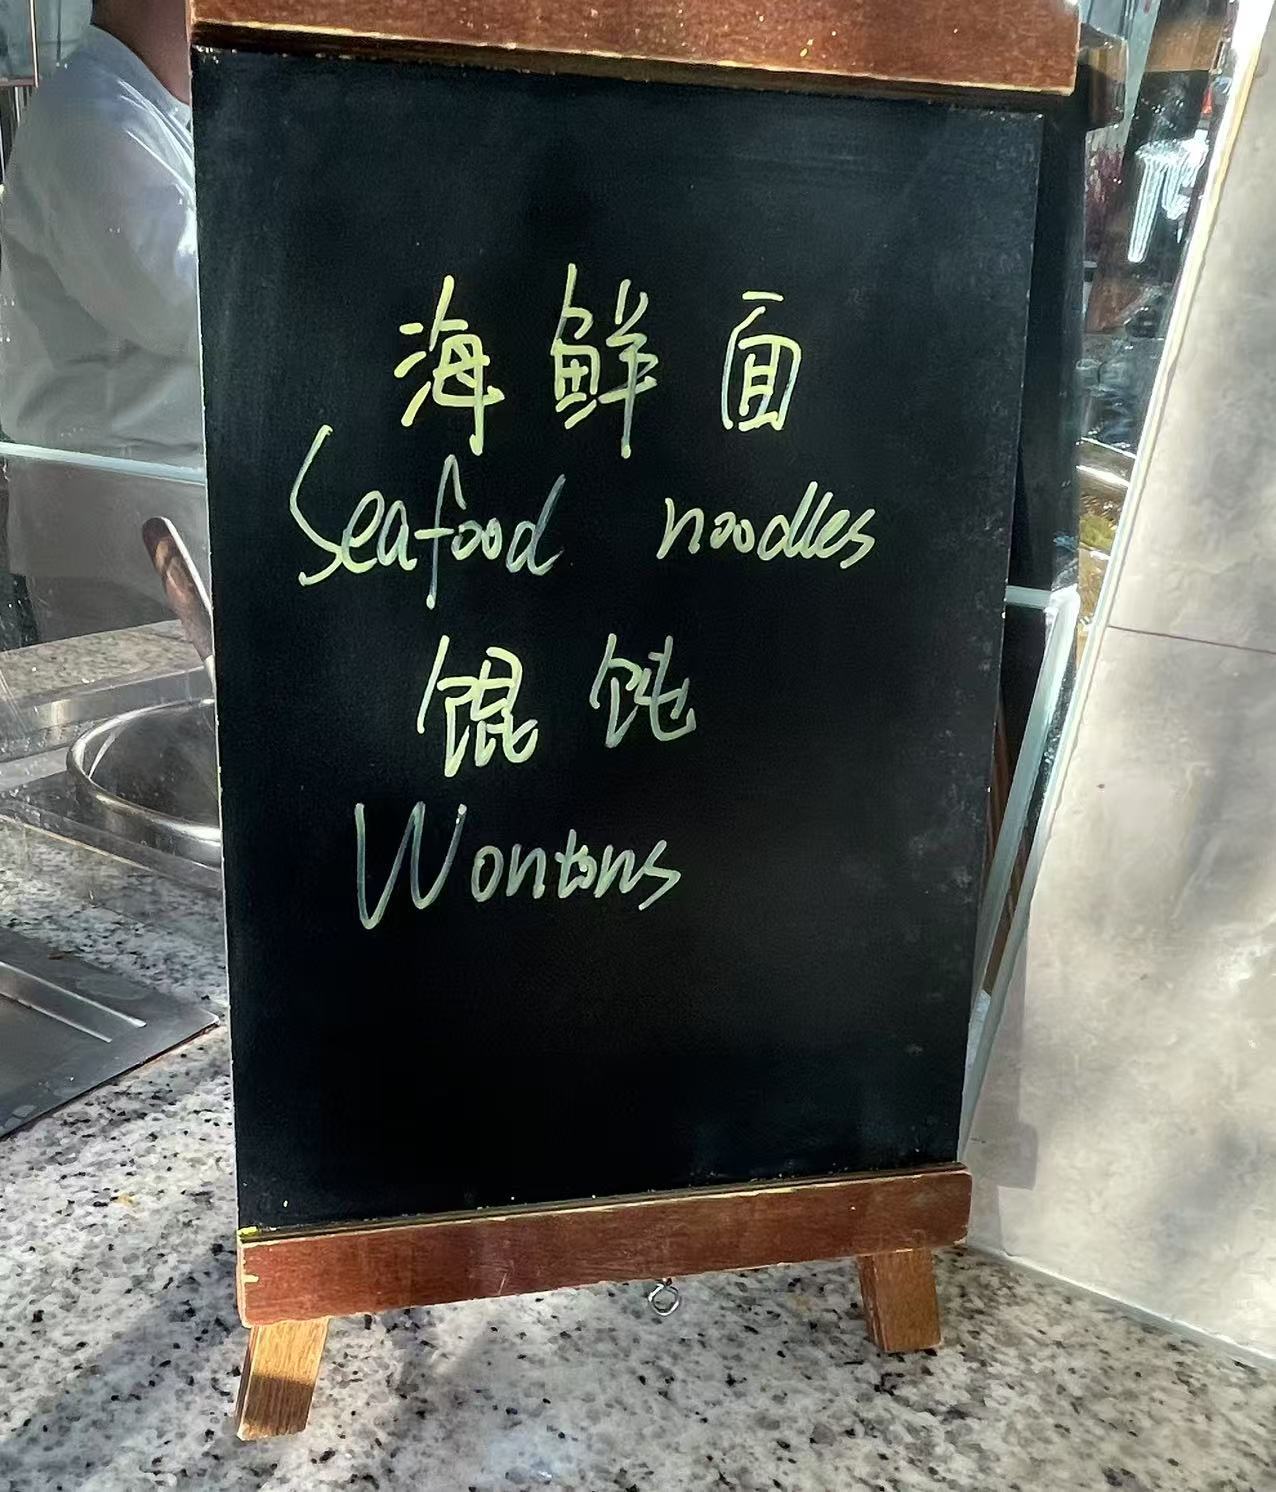 海鲜面
Seafood noodles
馄饨
Wontons